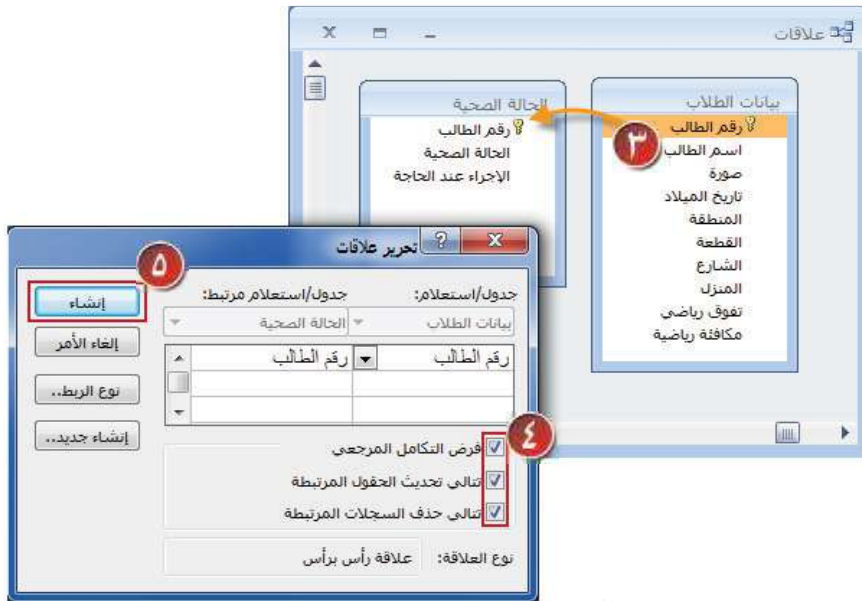 علاقات
بيانات الطلاب
رقم الطالب
اسم الطالب
صورة
تاريخ الميلاد
المنطقة
القطعة
الشارع
المنزل
تفوق رياضي
مكافئة رياضية
الحالة الصحية
رقم الطالب
الحالة الصحية
الإجراء عند الحاجة
٣
تحرير علاقات
جدول/استعلام: جدول/استعلام مرتبط:
بيانات الطلاب الحالة الصحية
رقم الطالب رقم الطالب
٤
فرض التكامل المرجعي
تتالي تحديث الحقول المرتبطة
تتالي حذف السجلات المرتبطة
نوع العلاقة: علاقة رأس برأس
٥
إنشاء
إلغاء الأمر
نوع الربط..
إنشاء جديد..